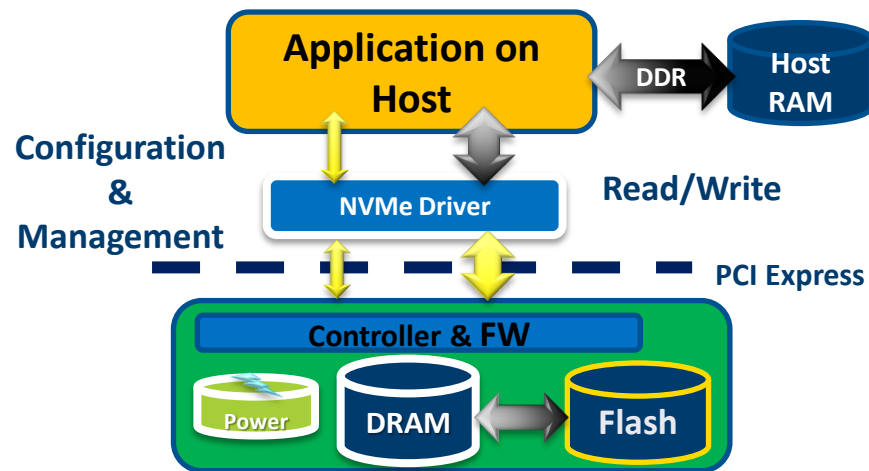 Application on
Host
DDR
Host
RAM
Configuration
&
Management
NVMe Driver
Read/Write
PCI Express
Controller & FW
Power
DRAM
Flash